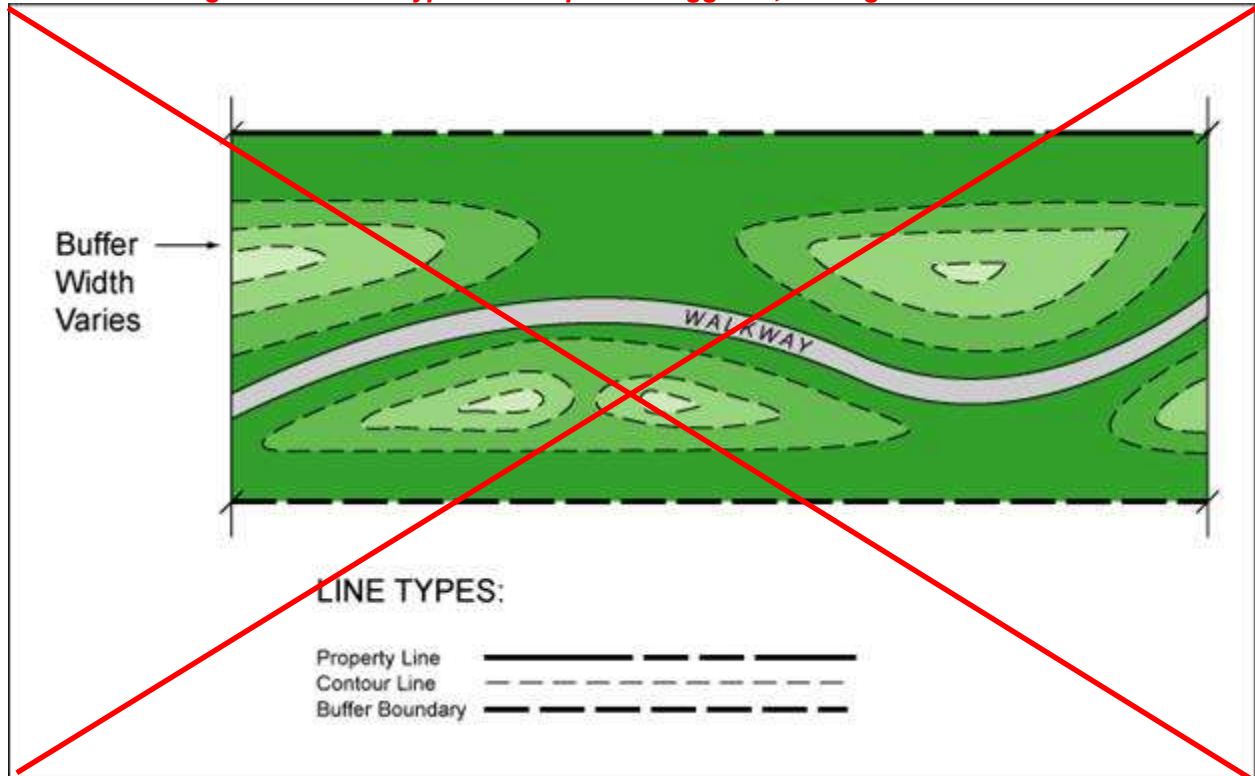 Buffer
Width
Varies
WALKWAY
LINE TYPES:
Property Line
Contour Line
Buffer Boundary